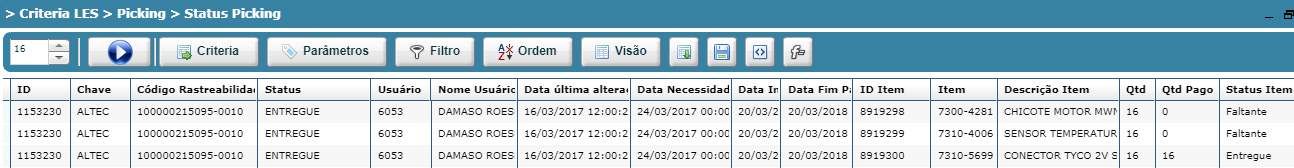 > Criteria LES > Picking > Status Picking
16 Criteria Parâmetros Filtro Ordem Visão
ID Chave Código Rastreabilidad Status Usuário Nome Usuário Data última alteraç Data Necessidad Data In Data Fim Pa ID Item Item Descrição Item Qtd Qtd Pago Status Item
1153230 ALTEC 100000215095-0010 ENTREGUE 6053 DAMASO ROES 16/03/2017 12:00:2 24/03/2017 00:00 20/03/2 20/03/2018 8919298 7300-4281 CHICOTE MOTOR MWN 16 0 Faltante
1153230 ALTEC 100000215095-0010 ENTREGUE 6053 DAMASO ROES 16/03/2017 12:00:2 24/03/2017 00:00 20/03/2 20/03/2018 8919299 7310-4006 SENSOR TEMPERATUR 16 0 Faltante
1153230 ALTEC 100000215095-0010 ENTREGUE 6053 DAMASO ROES 16/03/2017 12:00:2 24/03/2017 00:00 20/03/2 20/03/2018 8919300 7310-5699 CONECTOR TYCO 2V S 16 16 Entregue